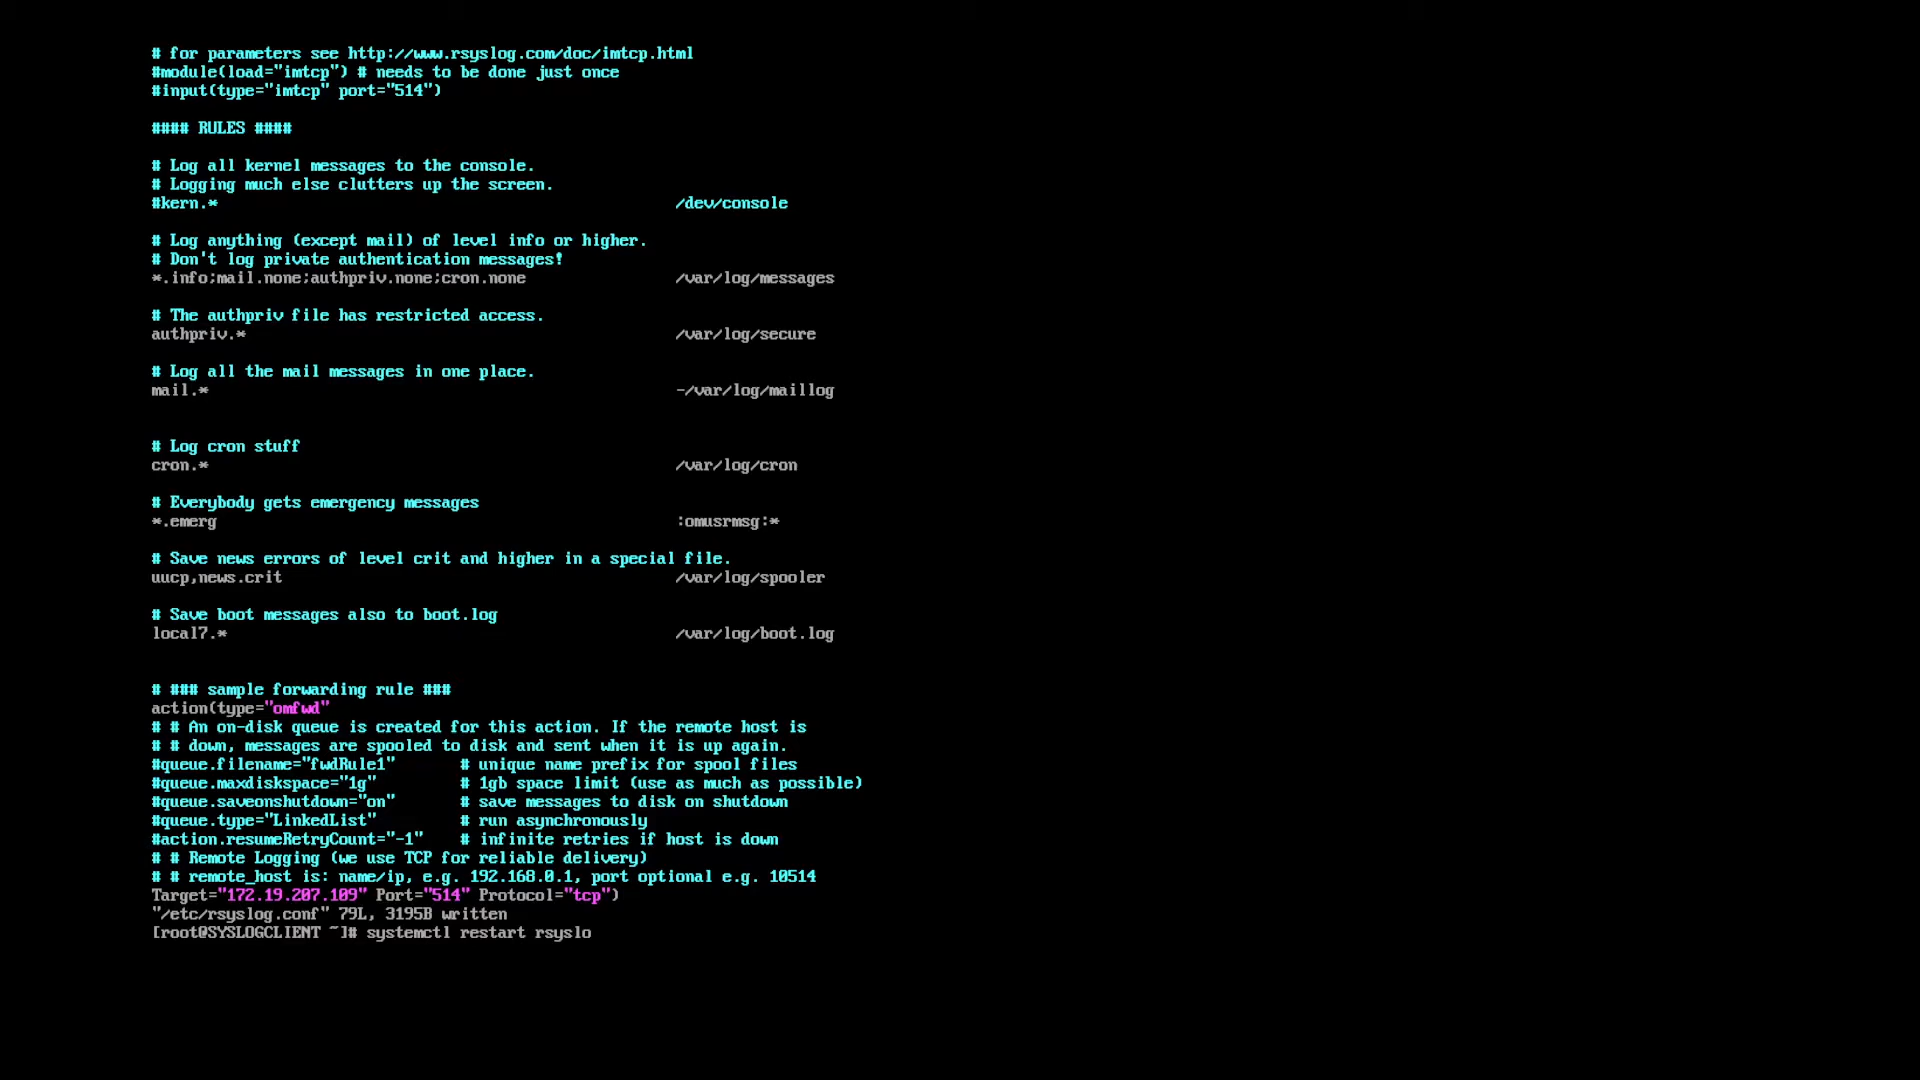 # for parameters see http://www.rsyslog.com/doc/imtcp.html
#module(load="imtcp") # needs to be done just once
#input(type="imtcp" port="514")
#### RULES ####
# Log all kernel messages to the console.
# Logging much else clutters up the screen.
#kern.* /dev/console
# Log anything (except mail) of level info or higher.
# Don't log private authentication messages!
*.info;mail.none;authpriv.none;cron.none /var/log/messages
# The authpriv file has restricted access.
authpriv.* /var/log/secure
# Log all the mail messages in one place.
mail.* -/var/log/maillog
# Log cron stuff
cron.* /var/log/cron
# Everybody gets emergency messages
*.emerg :omusrmsg:*
# Save news errors of level crit and higher in a special file.
uucp,news.crit /var/log/spooler
# Save boot messages also to boot.log
local7.* /var/log/boot.log
# ### sample forwarding rule ###
action(type="omfwd"
# # An on-disk queue is created for this action. If the remote host is
# # down, messages are spooled to disk and sent when it is up again.
#queue.filename="fwdRule1" # unique name prefix for spool files
#queue.maxdiskspace="1g" # 1gb space limit (use as much as possible)
#queue.saveonshutdown="on" # save messages to disk on shutdown
#queue.type="LinkedList" # run asynchronously
#action.resumeRetryCount="-1" # infinite retries if host is down
# # Remote Logging (we use TCP for reliable delivery)
# # remote_host is: name/ip, e.g. 192.168.0.1, port optional e.g. 10514
Target="172.19.207.109" Port="514" Protocol="tcp")
"/etc/rsyslog.conf" 79L, 3195B written
[root@SYSLOGCLIENT ~]# systemctl restart rsyslo